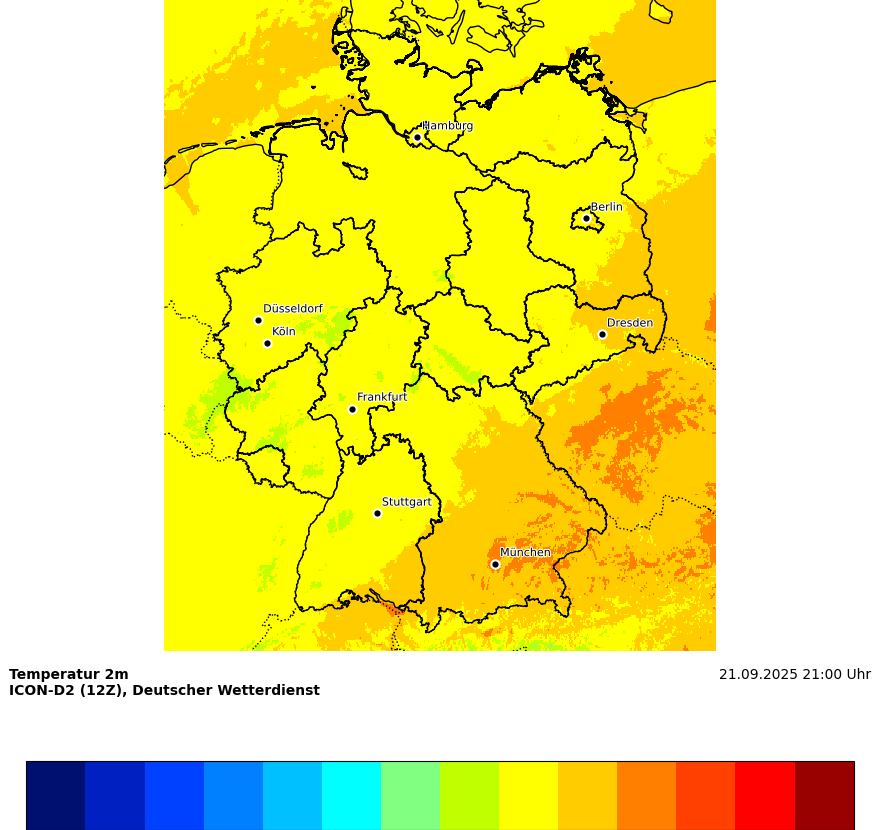 Hamburg
Berlin
Düsseldorf
Köln
Dresden
Frankfurt
Stuttgart
München
Temperatur 2m
21.09.2025 21:00 Uhr
ICON-D2 (12Z), Deutscher Wetterdienst